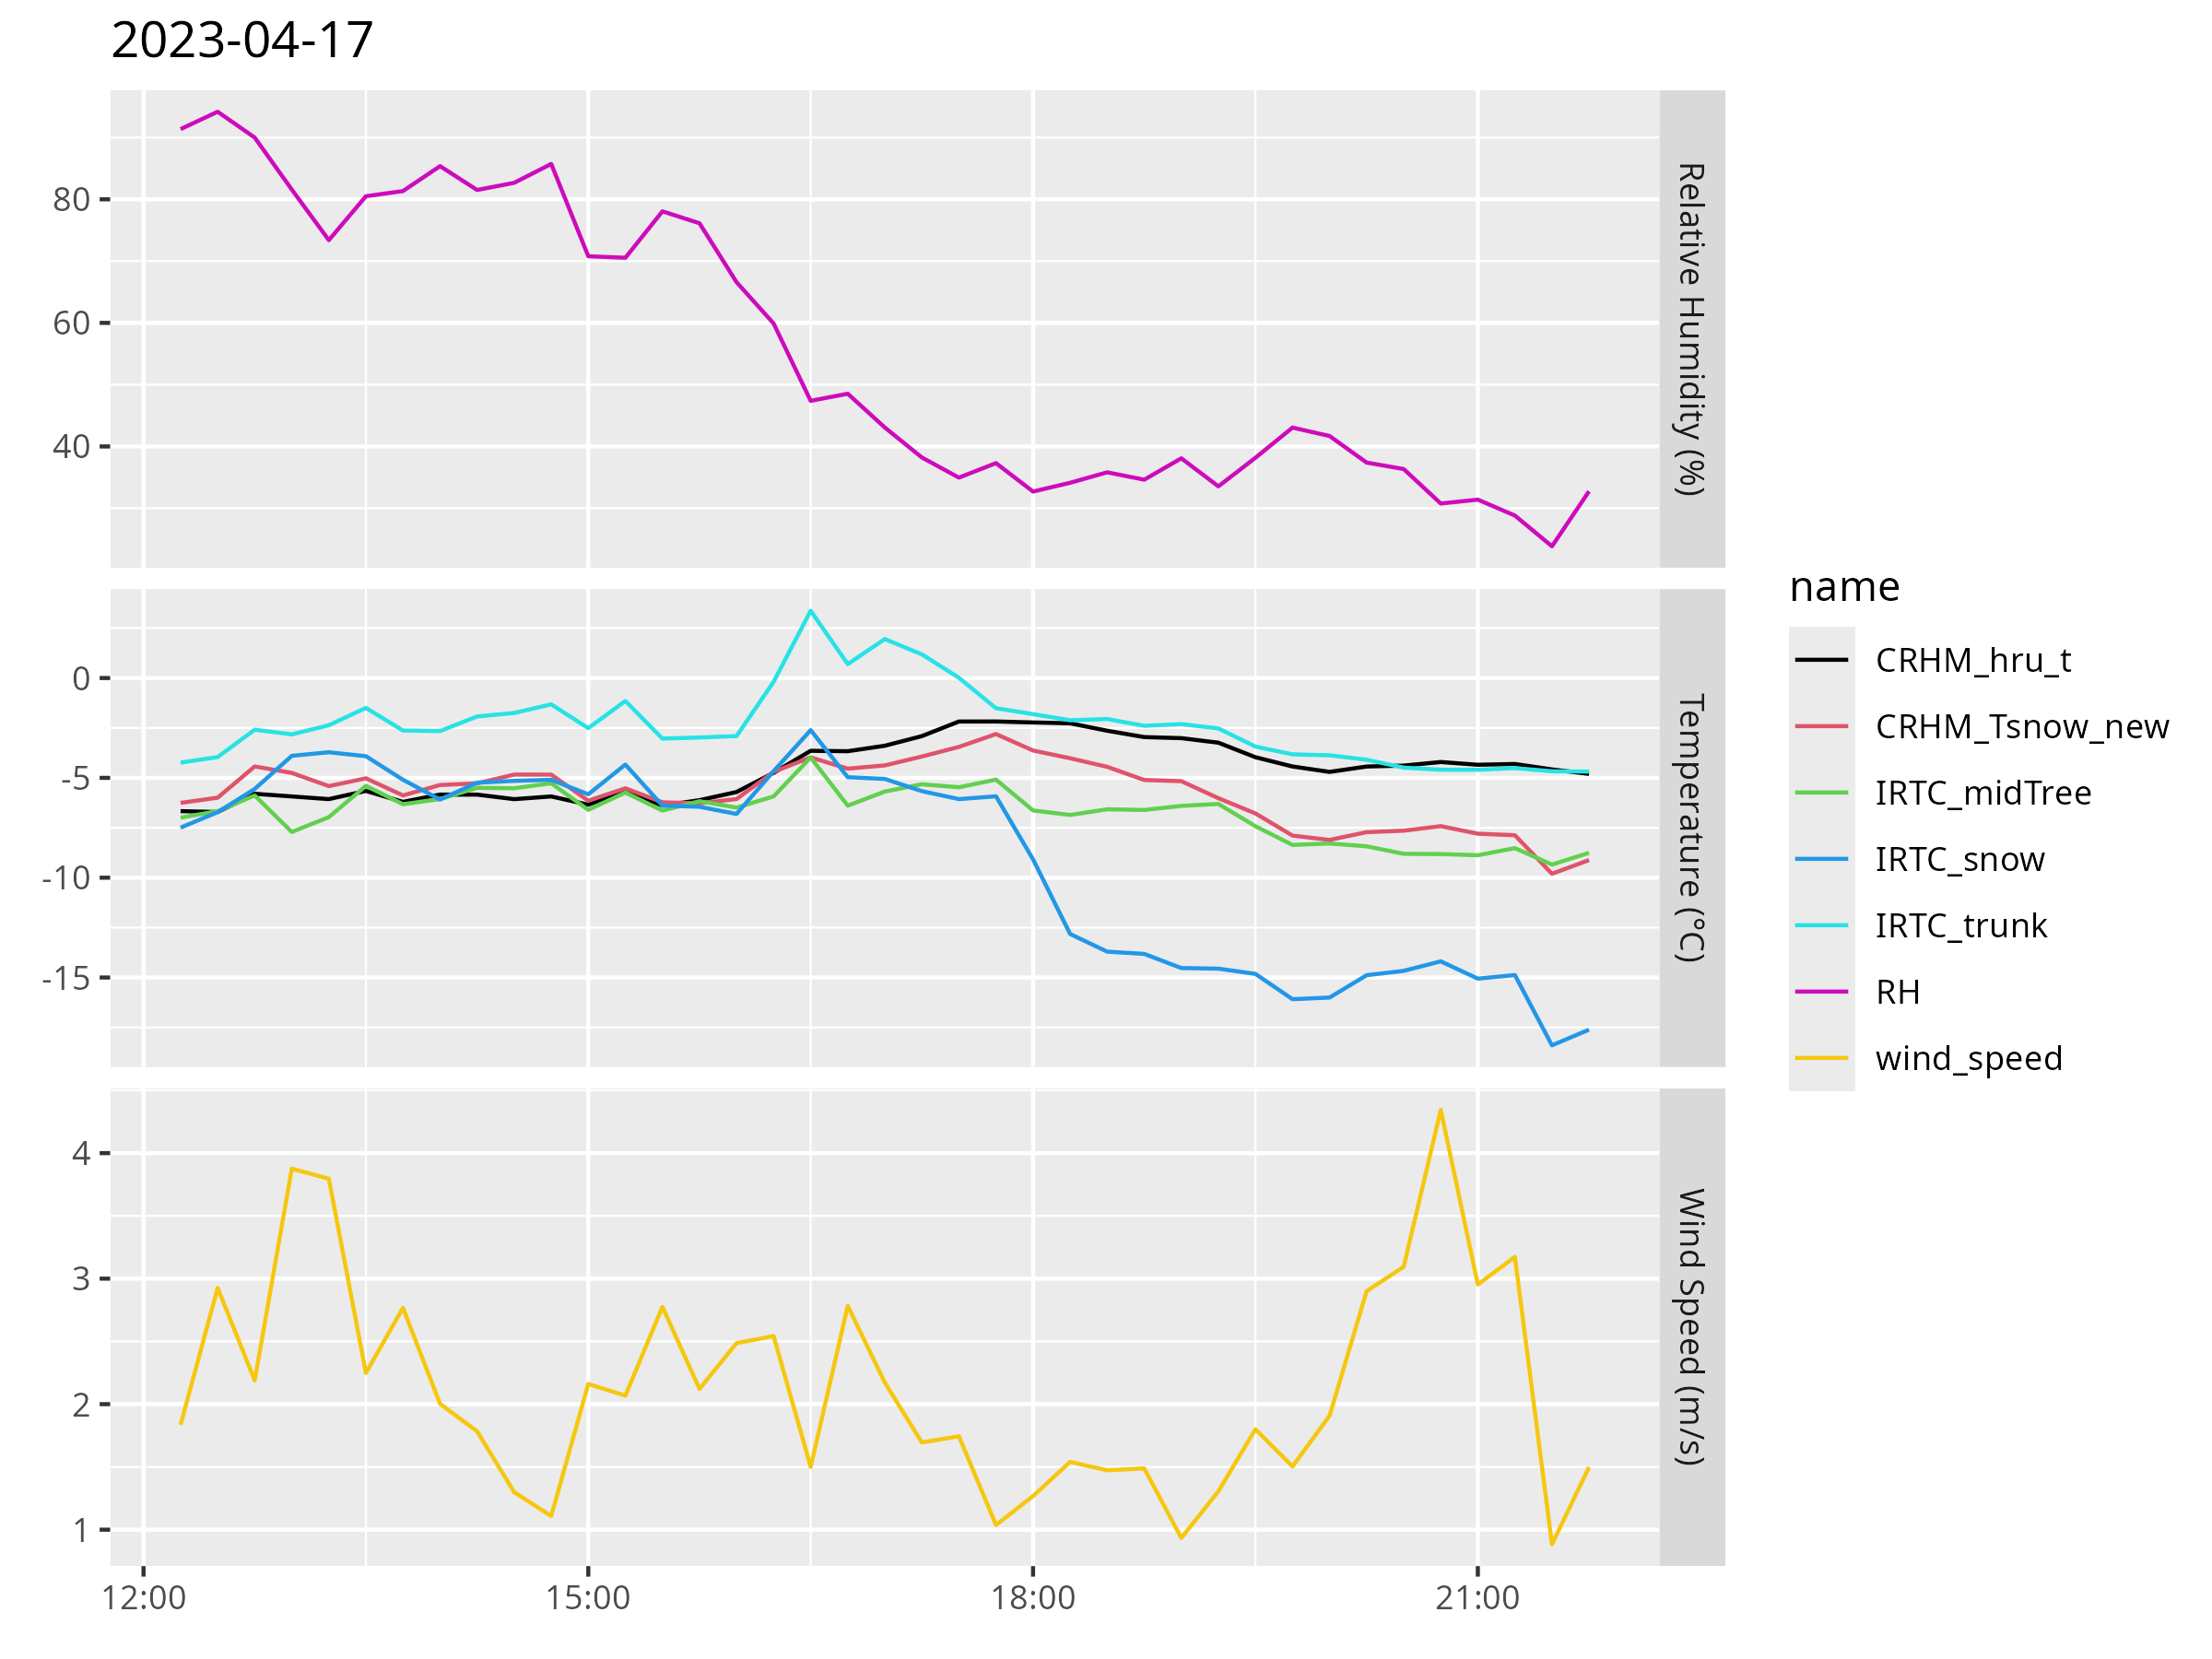 2023-04-17
80
60
40
Relative Humidity (%)
0
-5
-10
-15
Temperature (°C)
4
3
2
1
Wind Speed (m/s)
12:00
15:00
18:00
21:00
name
CRHM_hru_t
CRHM_Tsnow_new
IRTC_midTree
IRTC_snow
IRTC_trunk
RH
wind_speed